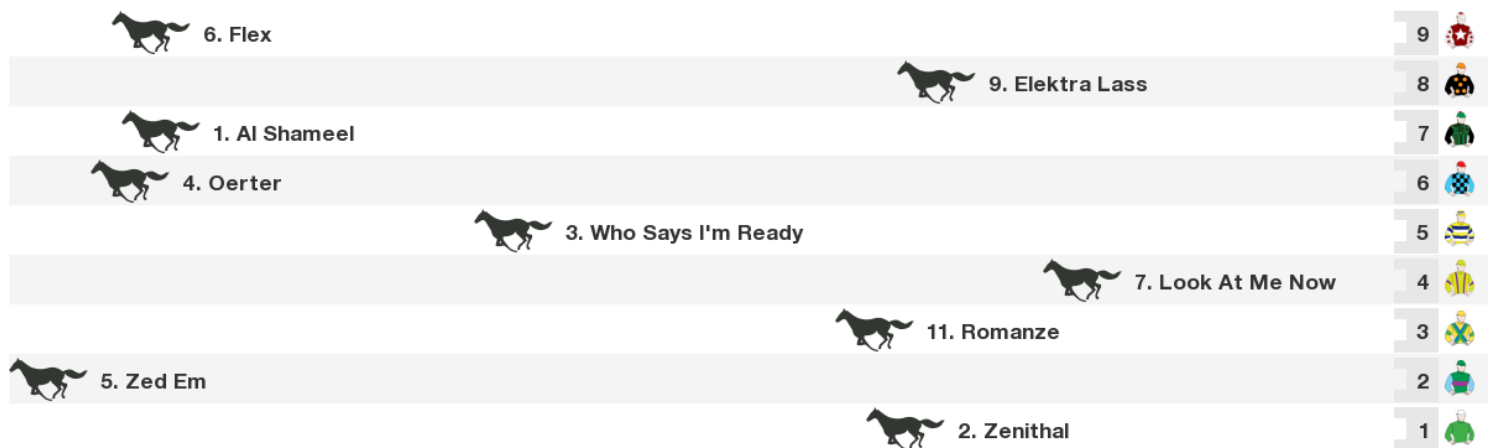 6. Flex 9
9. Elektra Lass 8
1. Al Shameel 7
4. Oerter 6
3. Who Says I'm Ready 5
7. Look At Me Now 4
11. Romanze 3
5. Zed Em 2
2. Zenithal 1